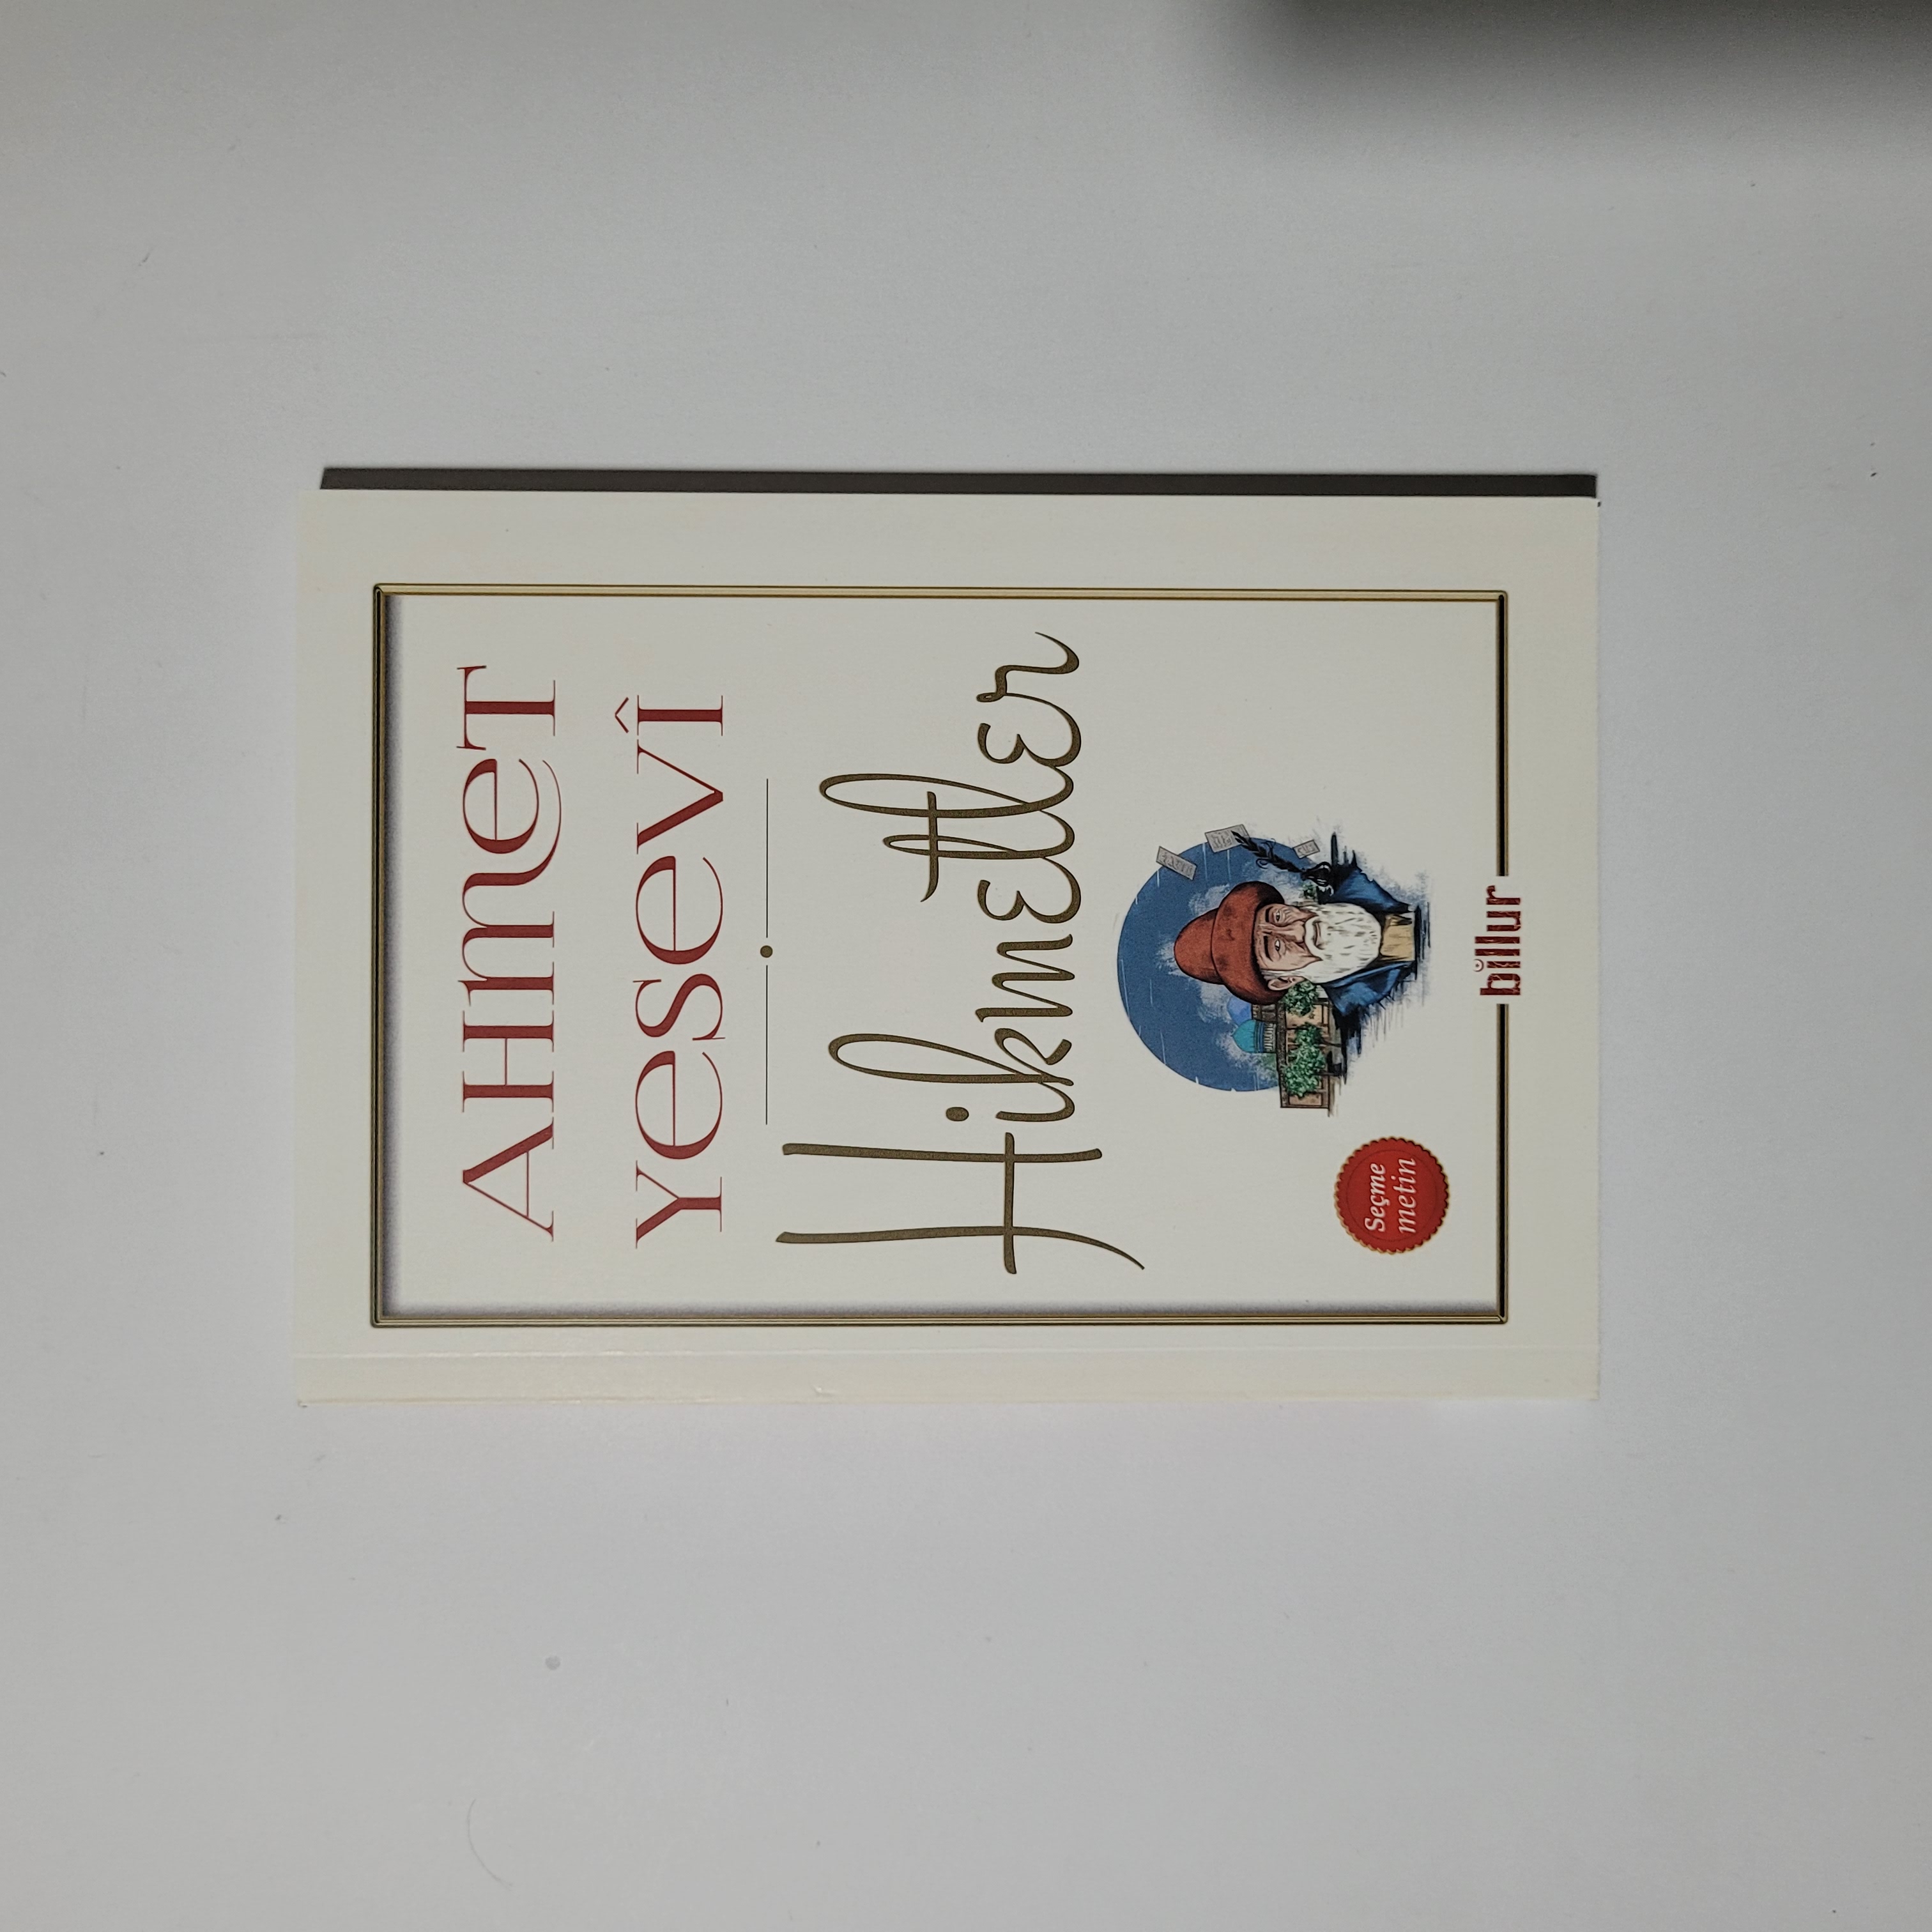 AHmeT
Yesevî
Hikmetler
Seçme
metin
billur